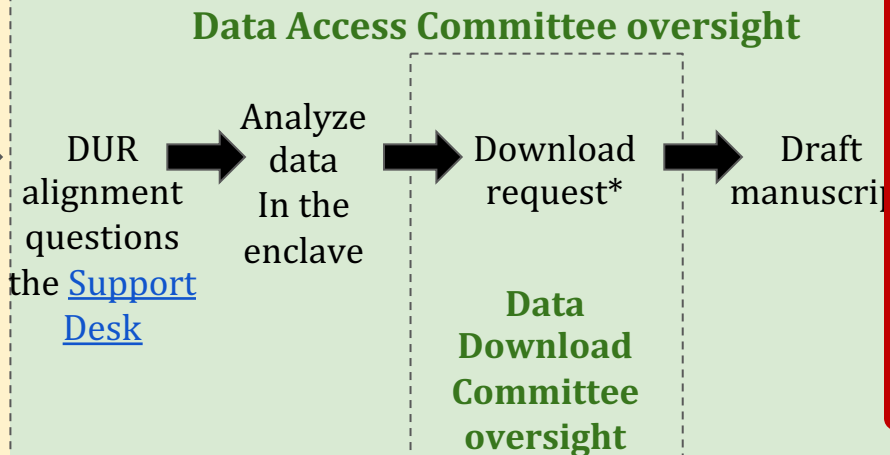 Data Access Committee oversight
DUR
alignment
questions
the Support
Desk
Analyze
data
In the
enclave
Download
request*
Draft
Data
Download
Committee
oversight